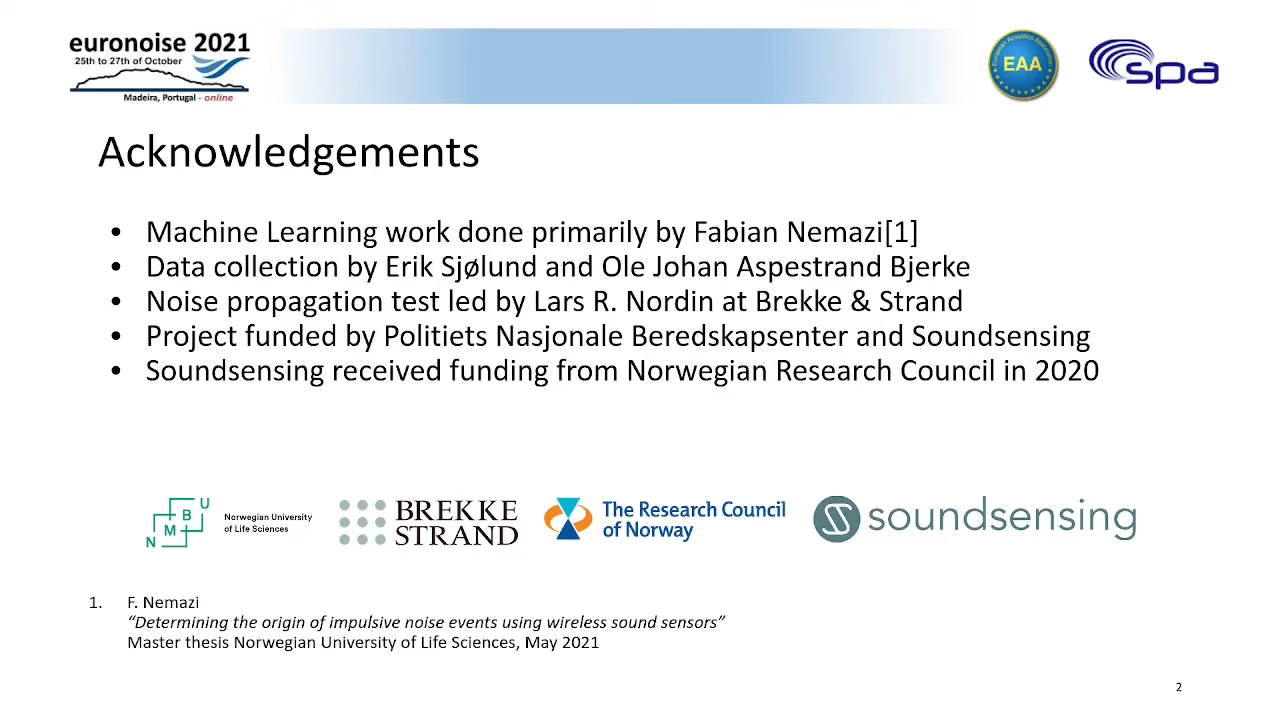 euronoise 2021
25th to 27th of October
Madeira, Portugal - online
European Acoustics Association
EAA
spa
Acknowledgements
• Machine Learning work done primarily by Fabian Nemazi[1]
• Data collection by Erik Sjølund and Ole Johan Aspestrand Bjerke
• Noise propagation test led by Lars R. Nordin at Brekke & Strand
• Project funded by Politiets Nasjonale Beredskapsenter and Soundsensing
• Soundsensing received funding from Norwegian Research Council in 2020
N M B U
Norwegian University
of Life Sciences
BREKKE
STRAND
The Research Council
of Norway
soundsensing
1. F. Nemazi
“Determining the origin of impulsive noise events using wireless sound sensors”
Master thesis Norwegian University of Life Sciences, May 2021
2